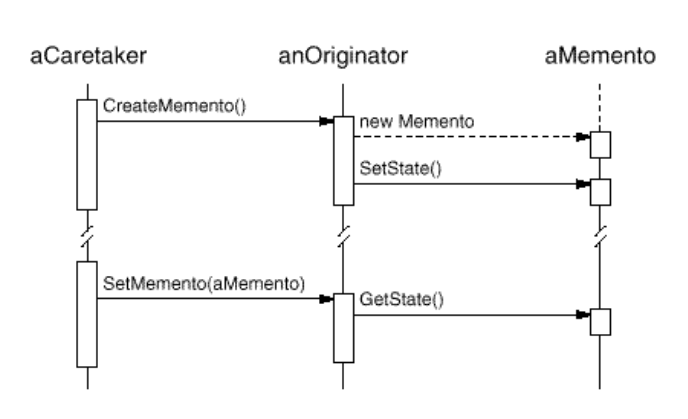 aCaretaker
anOriginator
aMemento
CreateMemento()
new Memento
SetState()
SetMemento(aMemento)
GetState()